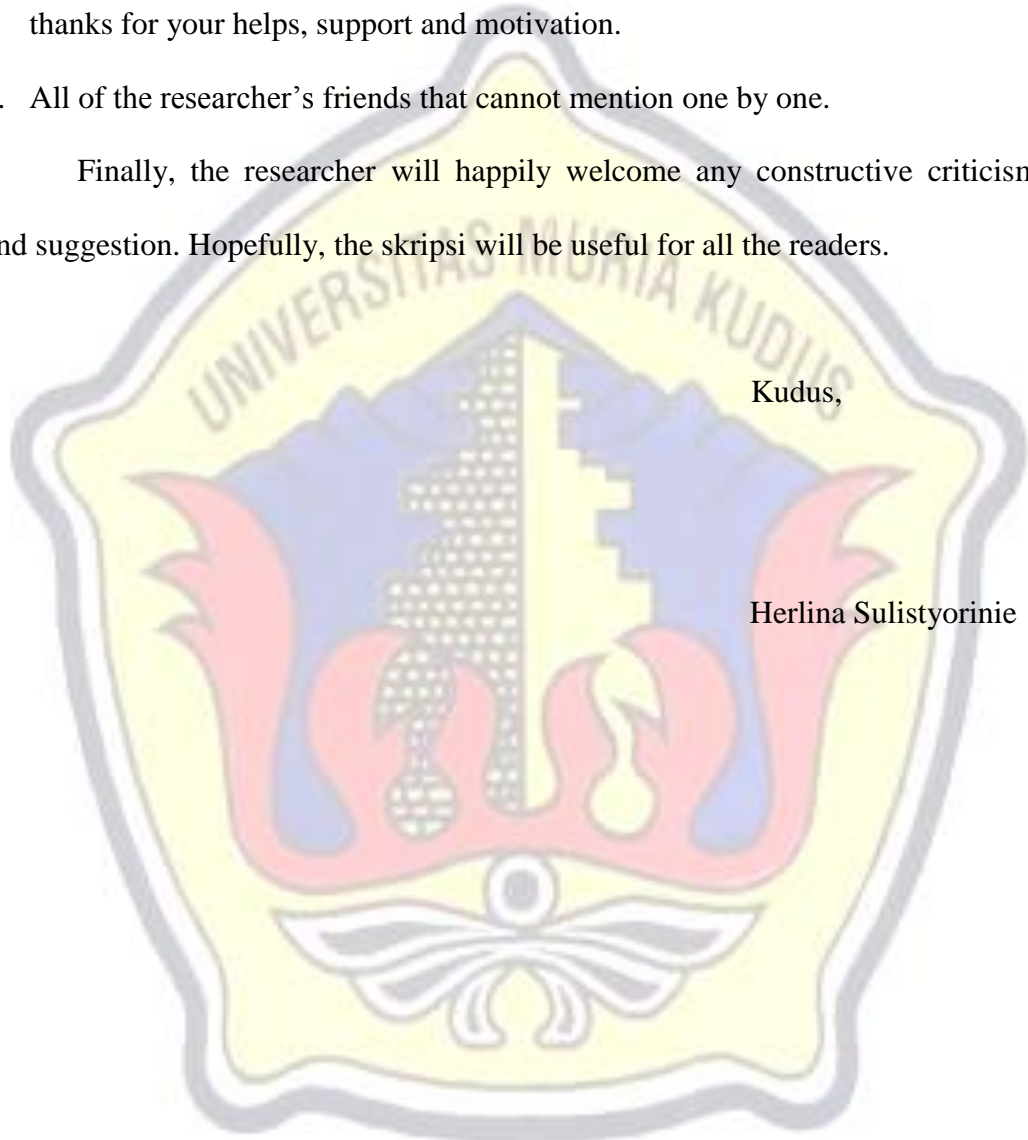 thanks for your helps, support and motivation.
. All of the researcher’s friends that cannot mention one by one.
Finally, the researcher will happily welcome any constructive criticism
nd suggestion. Hopefully, the skripsi will be useful for all the readers.
UNIVERSITAS MURIA KUDUS
Kudus,
Herlina Sulistyorinie